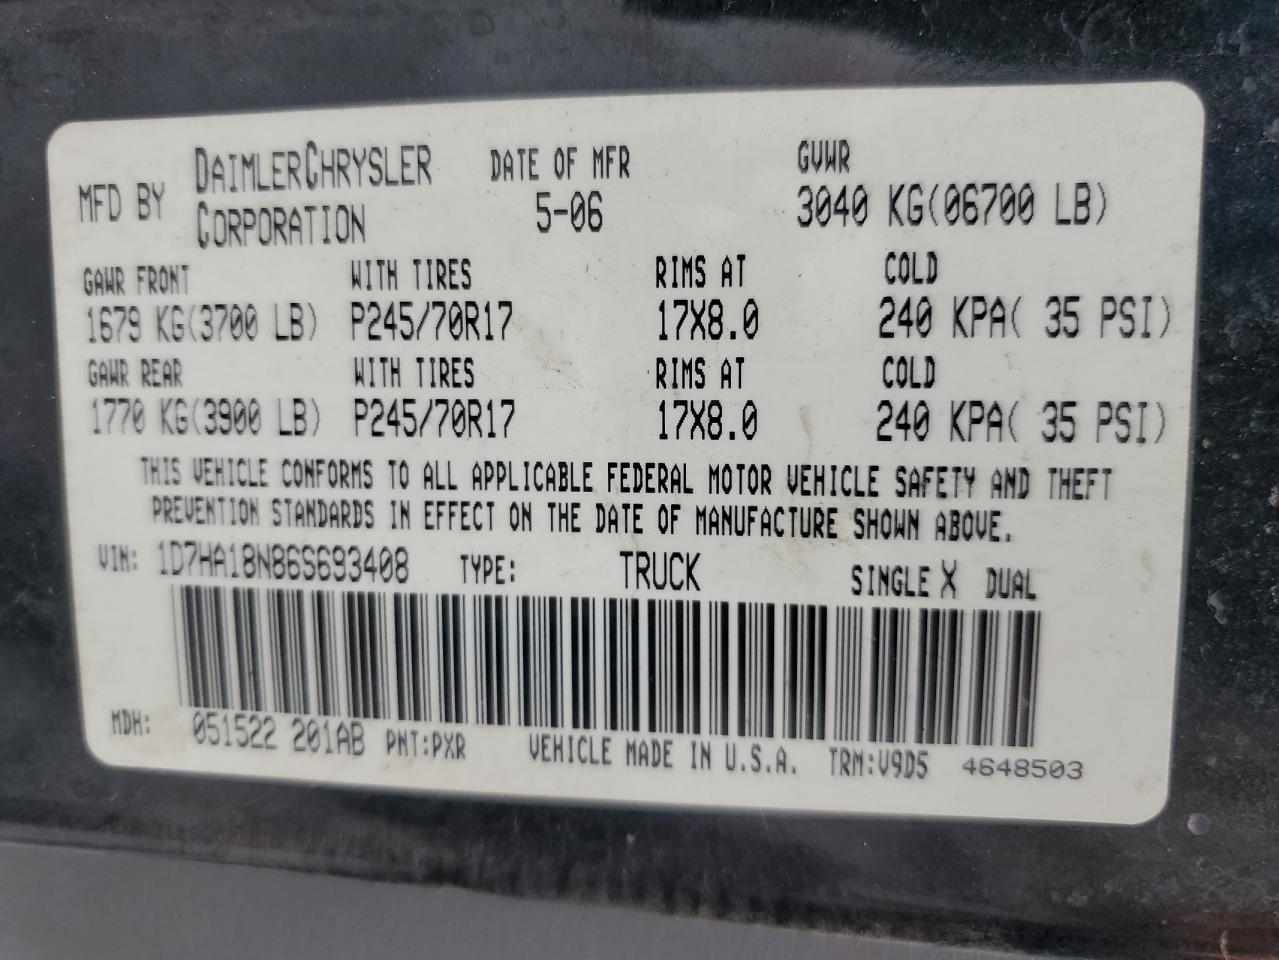 MFD BY DAIMLERCHRYSLER CORPORATION DATE OF MFR 5-06 GVWR 3040 KG(06700 LB)
GAWR FRONT WITH TIRES RIMS AT COLD
1679 KG(3700 LB) P245/70R17 17X8.0 240 KPA( 35 PSI)
GAWR REAR WITH TIRES RIMS AT COLD
1770 KG(3900 LB) P245/70R17 17X8.0 240 KPA( 35 PSI)
THIS VEHICLE CONFORMS TO ALL APPLICABLE FEDERAL MOTOR VEHICLE SAFETY AND THEFT
PREVENTION STANDARDS IN EFFECT ON THE DATE OF MANUFACTURE SHOWN ABOVE.
VIN: 1D7HA18N86S693408 TYPE: TRUCK SINGLE X DUAL
MDH: 051522 201AB PNT:PXR VEHICLE MADE IN U.S.A. TRM:V9D5 4648503